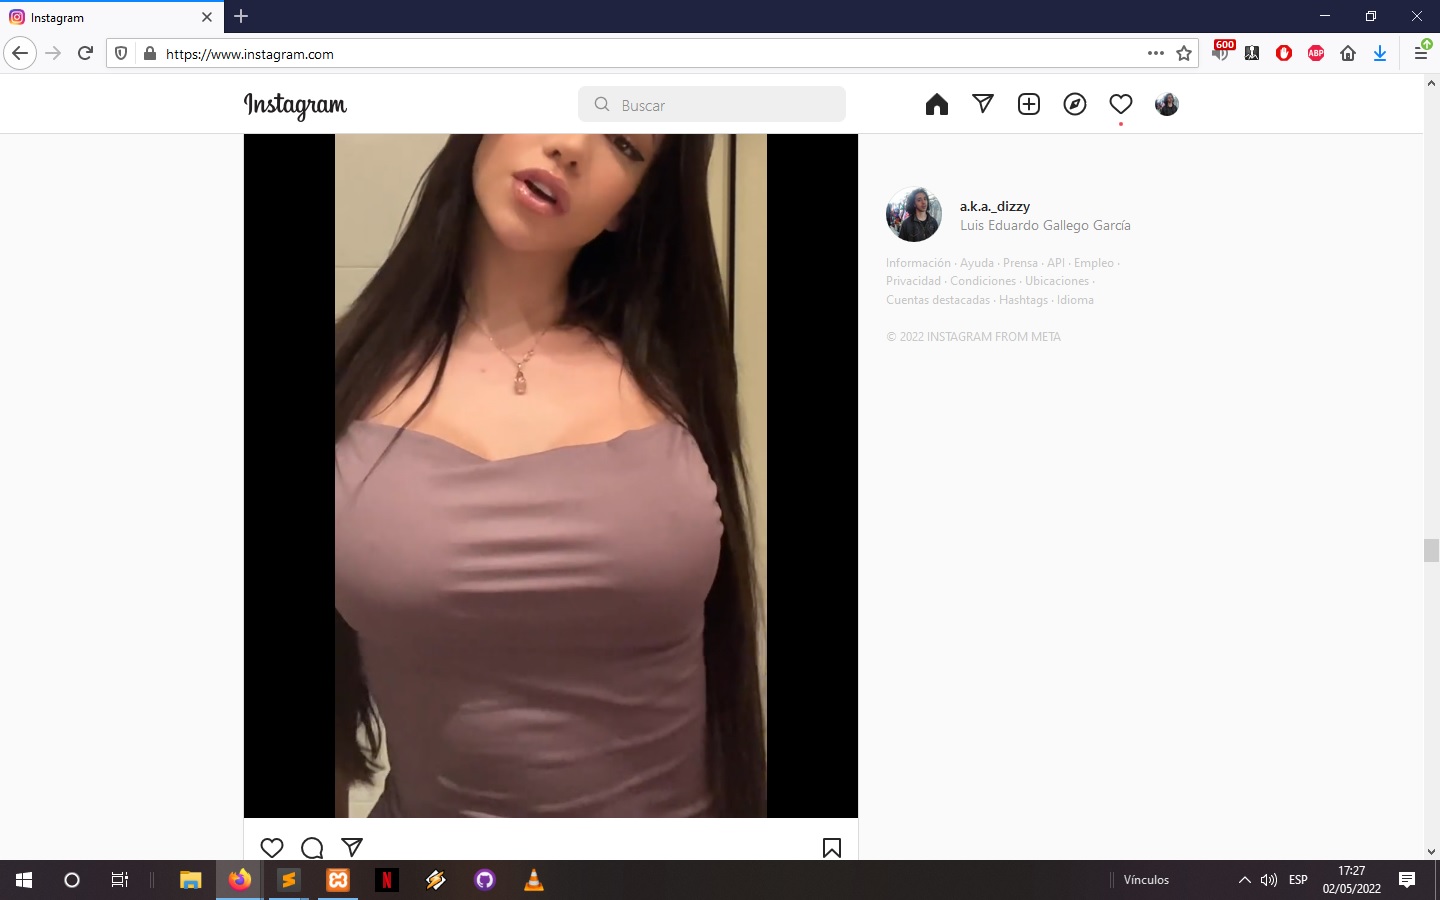 Instagram
https://www.instagram.com
600
ABP
Instagram
Buscar
a.k.a._dizzy
Luis Eduardo Gallego García
Información · Ayuda · Prensa · API · Empleo ·
Privacidad · Condiciones · Ubicaciones ·
Cuentas destacadas · Hashtags · Idioma
© 2022 INSTAGRAM FROM META
N
Vínculos
ESP
17:27
02/05/2022